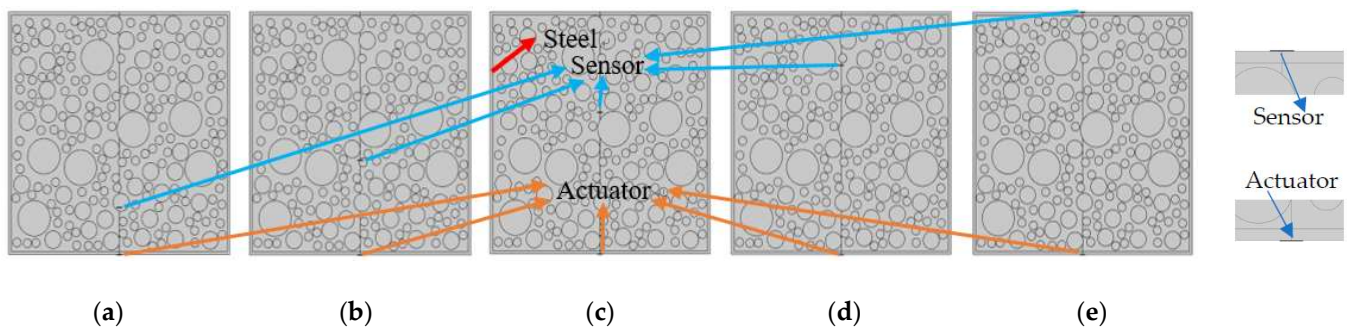 Steel
Sensor
Actuator
Sensor
Actuator
(a) (b) (c) (d) (e)